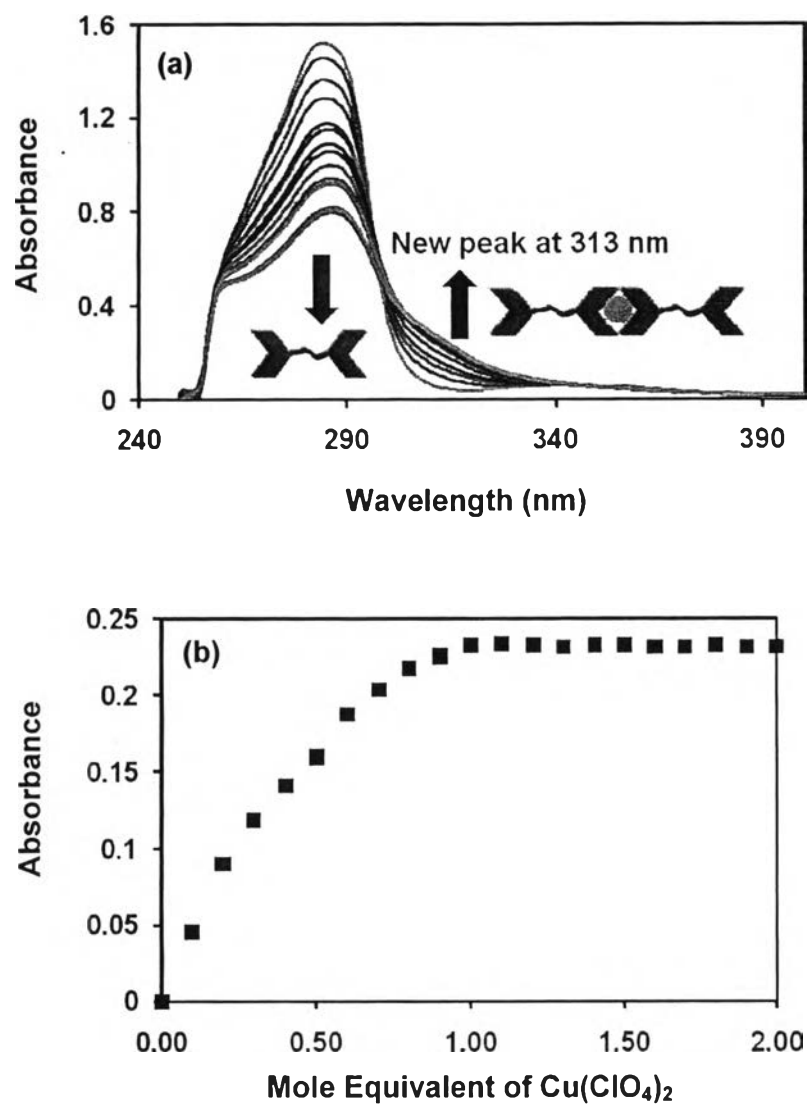 1.6
(a)
1.2
0.8
0.4
0
New peak at 313 nm
240 290 340 390
Absorbance
Wavelength (nm)
0.25
(b)
0.2
0.15
0.1
0.05
0
0.00 0.50 1.00 1.50 2.00
Absorbance
Mole Equivalent of Cu(ClO₄)₂